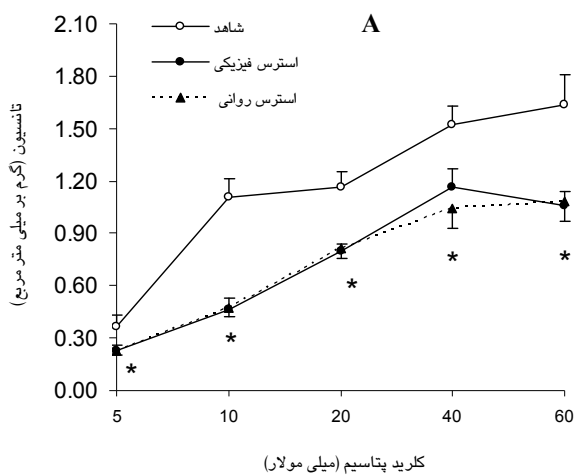 A
شاهد
استرس فیزیکی
استرس روانی
2.10
1.80
1.50
1.20
0.90
0.60
0.30
0.00
تانسیون (گرم بر میلی متر مربع)
*
*
*
*
*
5 10 20 40 60
کلرید پتاسیم (میلی مولار)